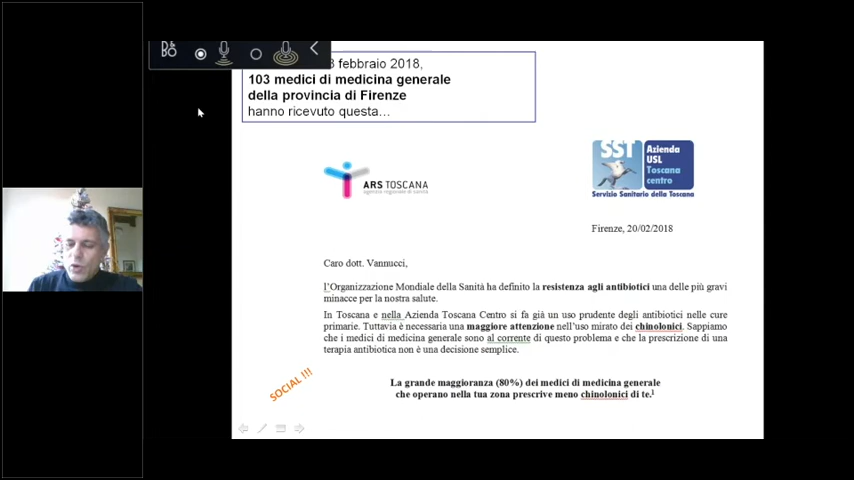 8 febbraio 2018,
103 medici di medicina generale
della provincia di Firenze
hanno ricevuto questa…
ARS TOSCANA
agenzia regionale di sanità
SST
Azienda
USL
Toscana
centro
Servizio Sanitario della Toscana
Firenze, 20/02/2018
Caro dott. Vannucci,
l'Organizzazione Mondiale della Sanità ha definito la resistenza agli antibiotici una delle più gravi
minacce per la nostra salute.
In Toscana e nella Azienda Toscana Centro si fa già un uso prudente degli antibiotici nelle cure
primarie. Tuttavia è necessaria una maggiore attenzione nell'uso mirato dei chinolonici. Sappiamo
che i medici di medicina generale sono al corrente di questo problema e che la prescrizione di una
terapia antibiotica non è una decisione semplice.
SOCIAL !!!
La grande maggioranza (80%) dei medici di medicina generale
che operano nella tua zona prescrive meno chinolonici di te.¹